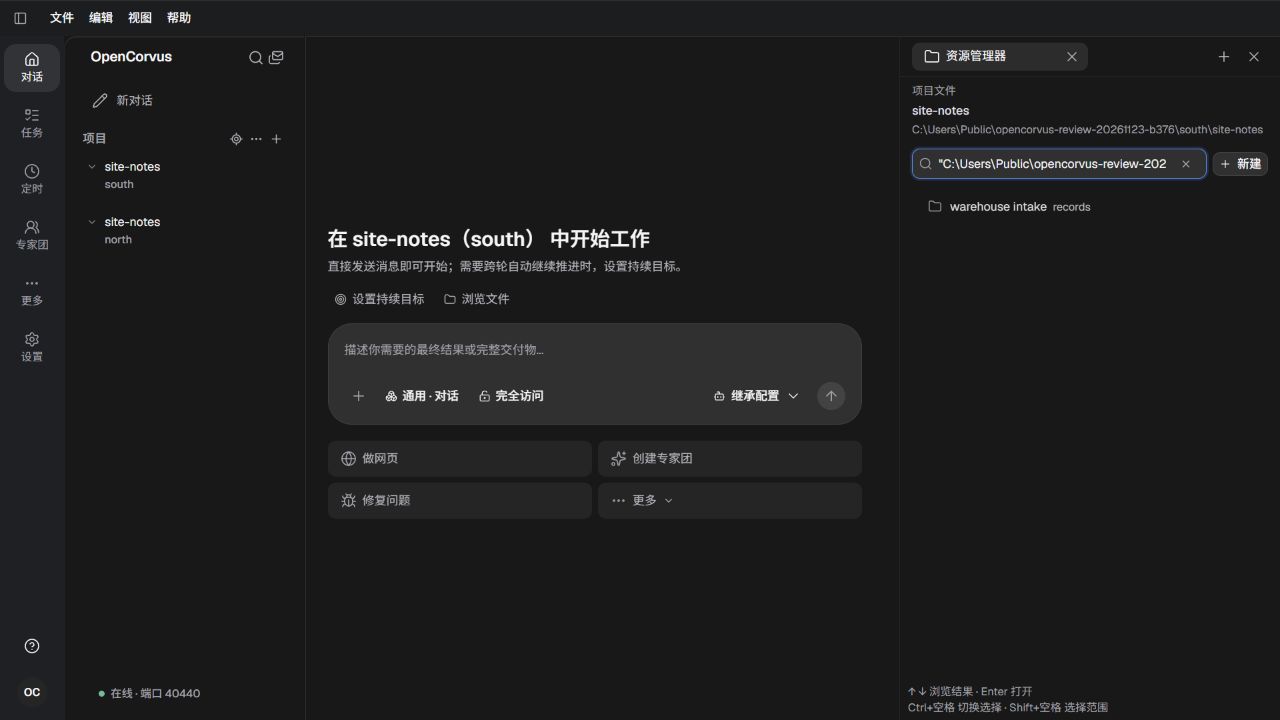 文件 编辑 视图 帮助
对话
任务
定时
专家团
更多
设置
OC
OpenCorvus
新对话
项目
site-notes
south
site-notes
north
在线 · 端口 40440
在 site-notes（south） 中开始工作
直接发送消息即可开始；需要跨轮自动继续推进时，设置持续目标。
设置持续目标 浏览文件
描述你需要的最终结果或完整交付物...
通用 · 对话 完全访问 继承配置
做网页 创建专家团
修复问题 更多
资源管理器
项目文件
site-notes
C:\Users\Public\opencorvus-review-20261123-b376\south\site-notes
"C:\Users\Public\opencorvus-review-202 新建
warehouse intake records
↑↓ 浏览结果 · Enter 打开
Ctrl+空格 切换选择 · Shift+空格 选择范围